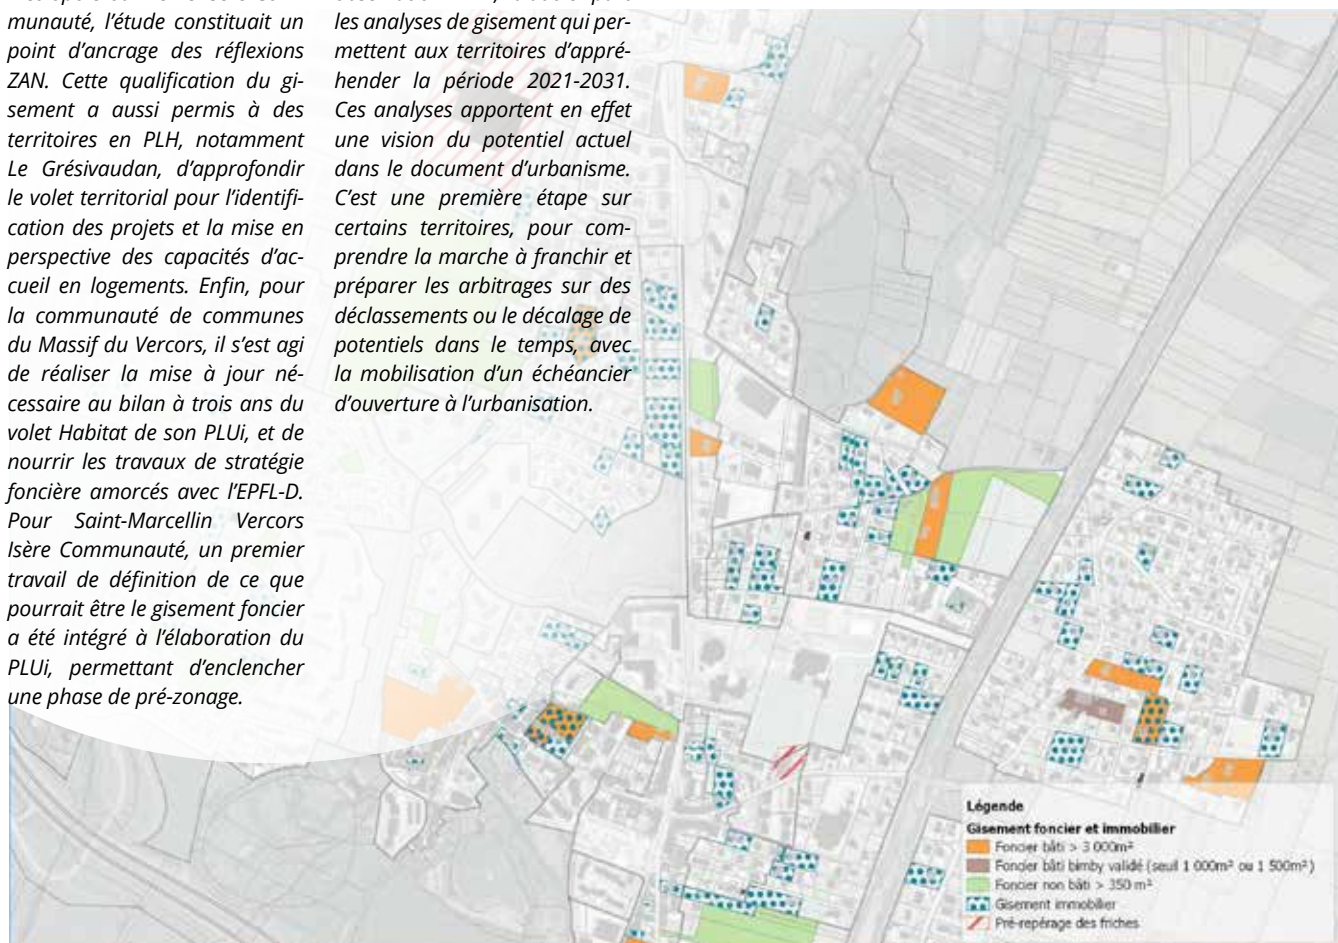 munauté, l'étude constituait un
point d'ancrage des réflexions
ZAN. Cette qualification du gi-
sement a aussi permis à des
territoires en PLH, notamment
Le Grésivaudan, d'approfondir
le volet territorial pour l'identifi-
cation des projets et la mise en
perspective des capacités d'ac-
cueil en logements. Enfin, pour
la communauté de communes
du Massif du Vercors, il s'est agi
de réaliser la mise à jour né-
cessaire au bilan à trois ans du
volet Habitat de son PLUi, et de
nourrir les travaux de stratégie
foncière amorcés avec l'EPFL-D.
Pour Saint-Marcellin Vercors
Isère Communauté, un premier
travail de définition de ce que
pourrait être le gisement foncier
a été intégré à l'élaboration du
PLUi, permettant d'enclencher
une phase de pré-zonage.
les analyses de gisement qui per-
mettent aux territoires d'appré-
hender la période 2021-2031.
Ces analyses apportent en effet
une vision du potentiel actuel
dans le document d'urbanisme.
C'est une première étape sur
certains territoires, pour com-
prendre la marche à franchir et
préparer les arbitrages sur des
déclassements ou le décalage de
potentiels dans le temps, avec
la mobilisation d'un échéancier
d'ouverture à l'urbanisation.
Légende
Gisement foncier et immobilier
Foncier bâti > 3 000m²
Foncier bâti bimby validé (seuil 1 000m² ou 1 500m²)
Foncier non bâti > 350 m²
Gisement immobilier
Pré-repérage des friches